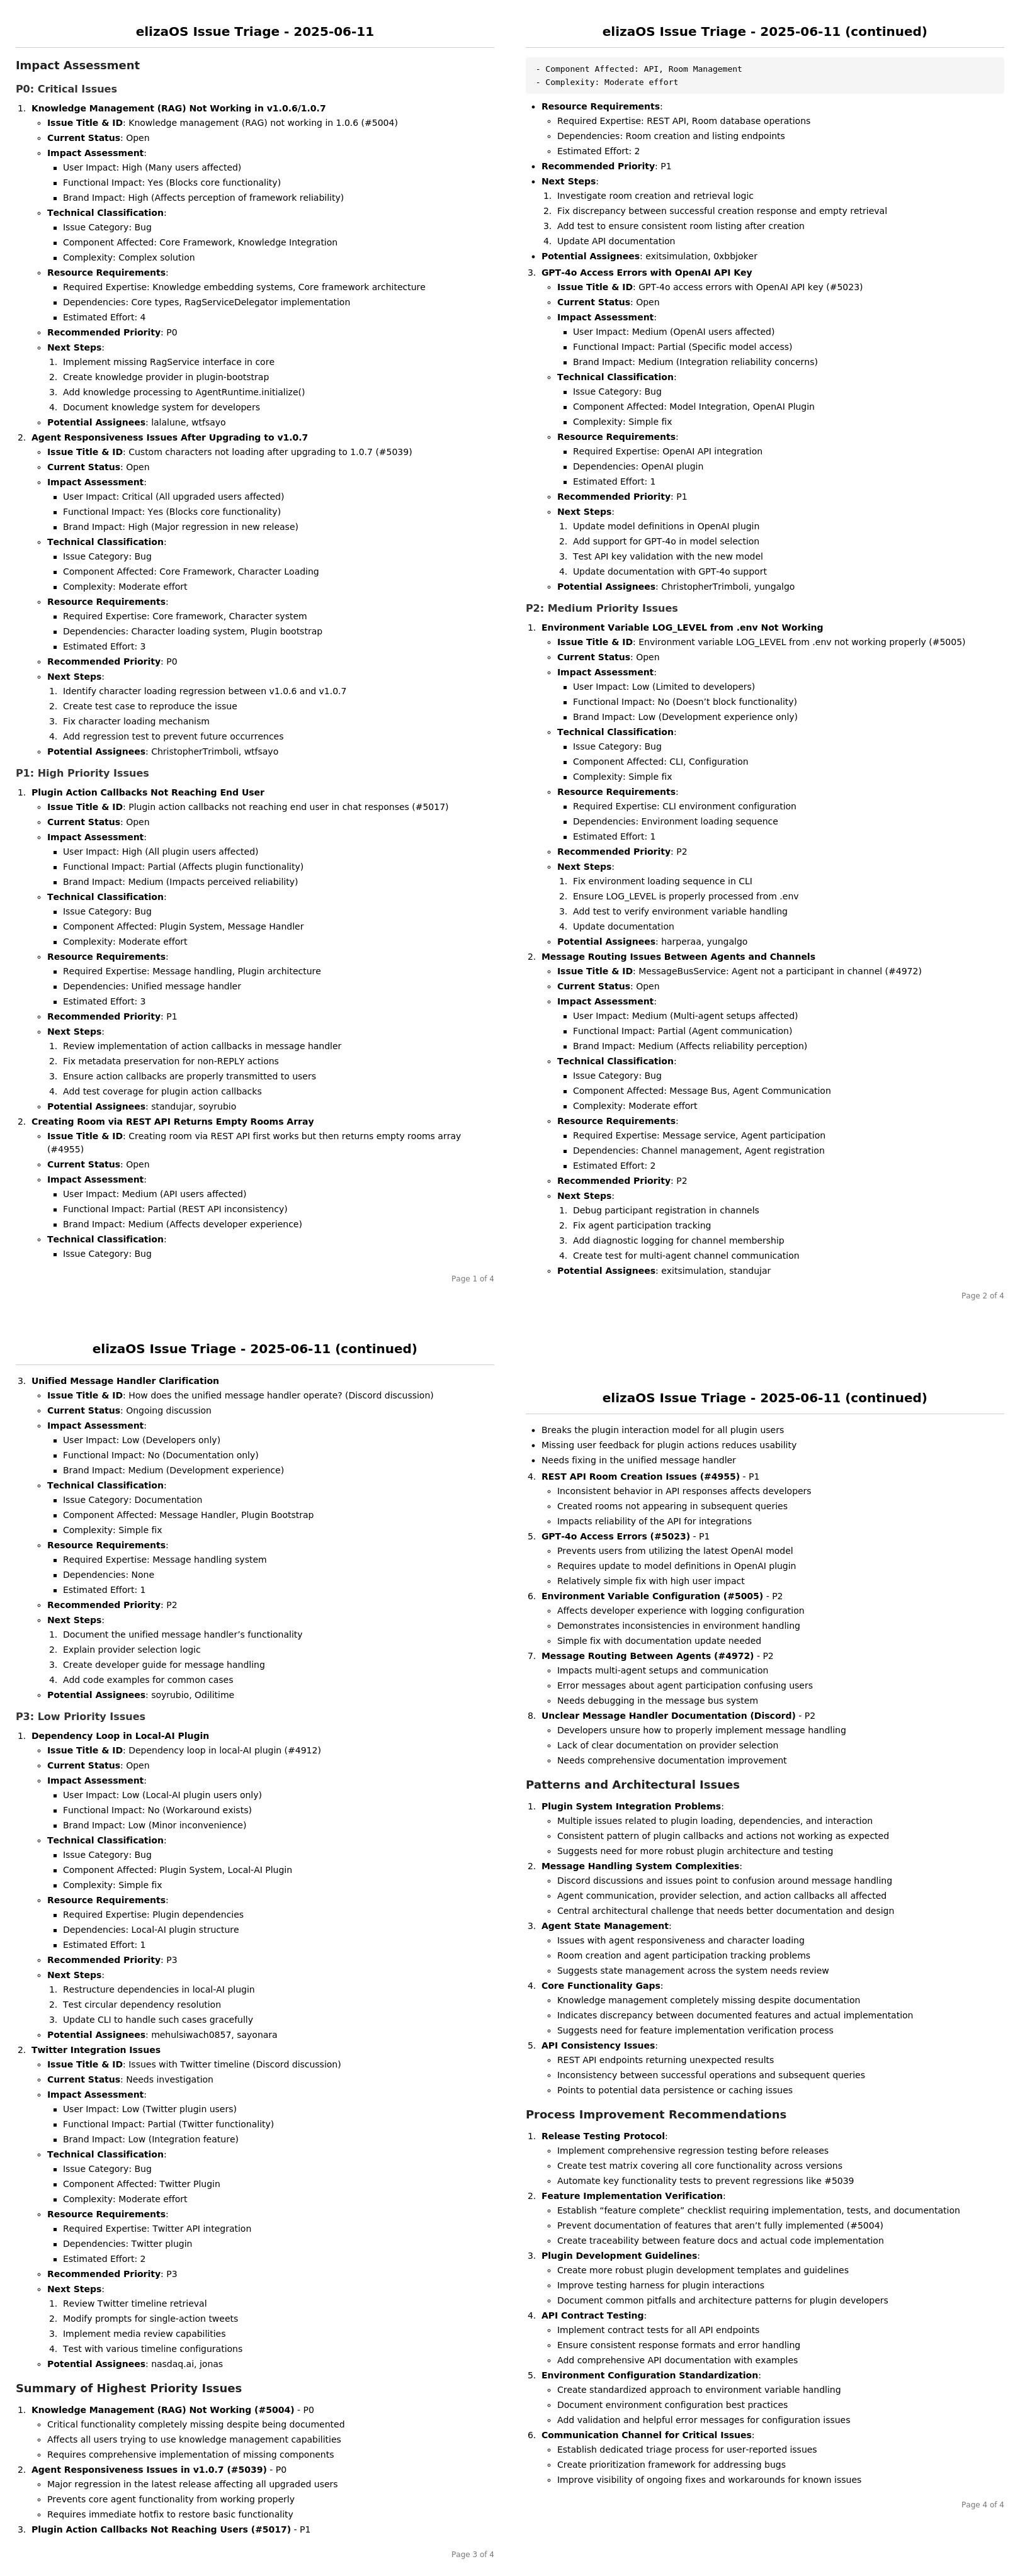 elizaOS Issue Triage - 2025-06-11
Impact Assessment
P0: Critical Issues
1. Knowledge Management (RAG) Not Working in v1.0.6/1.0.7
◦ Issue Title & ID: Knowledge management (RAG) not working in 1.0.6 (#5004)
◦ Current Status: Open
◦ Impact Assessment:
▪ User Impact: High (Many users affected)
▪ Functional Impact: Yes (Blocks core functionality)
▪ Brand Impact: High (Affects perception of framework reliability)
◦ Technical Classification:
▪ Issue Category: Bug
▪ Component Affected: Core Framework, Knowledge Integration
▪ Complexity: Complex solution
◦ Resource Requirements:
▪ Required Expertise: Knowledge embedding systems, Core framework architecture
▪ Dependencies: Core types, RagServiceDelegator implementation
▪ Estimated Effort: 4
◦ Recommended Priority: P0
◦ Next Steps:
1. Implement missing RagService interface in core
2. Create knowledge provider in plugin-bootstrap
3. Add knowledge processing to AgentRuntime.initialize()
4. Document knowledge system for developers
◦ Potential Assignees: lalalune, wtfsayo
2. Agent Responsiveness Issues After Upgrading to v1.0.7
◦ Issue Title & ID: Custom characters not loading after upgrading to 1.0.7 (#5039)
◦ Current Status: Open
◦ Impact Assessment:
▪ User Impact: Critical (All upgraded users affected)
▪ Functional Impact: Yes (Blocks core functionality)
▪ Brand Impact: High (Major regression in new release)
◦ Technical Classification:
▪ Issue Category: Bug
▪ Component Affected: Core Framework, Character Loading
▪ Complexity: Moderate effort
◦ Resource Requirements:
▪ Required Expertise: Core framework, Character system
▪ Dependencies: Character loading system, Plugin bootstrap
▪ Estimated Effort: 3
◦ Recommended Priority: P0
◦ Next Steps:
1. Identify character loading regression between v1.0.6 and v1.0.7
2. Create test case to reproduce the issue
3. Fix character loading mechanism
4. Add regression test to prevent future occurrences
◦ Potential Assignees: ChristopherTrimboli, wtfsayo
P1: High Priority Issues
1. Plugin Action Callbacks Not Reaching End User
◦ Issue Title & ID: Plugin action callbacks not reaching end user in chat responses (#5017)
◦ Current Status: Open
◦ Impact Assessment:
▪ User Impact: High (All plugin users affected)
▪ Functional Impact: Partial (Affects plugin functionality)
▪ Brand Impact: Medium (Impacts perceived reliability)
◦ Technical Classification:
▪ Issue Category: Bug
▪ Component Affected: Plugin System, Message Handler
▪ Complexity: Moderate effort
◦ Resource Requirements:
▪ Required Expertise: Message handling, Plugin architecture
▪ Dependencies: Unified message handler
▪ Estimated Effort: 3
◦ Recommended Priority: P1
◦ Next Steps:
1. Review implementation of action callbacks in message handler
2. Fix metadata preservation for non-REPLY actions
3. Ensure action callbacks are properly transmitted to users
4. Add test coverage for plugin action callbacks
◦ Potential Assignees: standujar, soyrubio
2. Creating Room via REST API Returns Empty Rooms Array
◦ Issue Title & ID: Creating room via REST API first works but then returns empty rooms array
(#4955)
◦ Current Status: Open
◦ Impact Assessment:
▪ User Impact: Medium (API users affected)
▪ Functional Impact: Partial (REST API inconsistency)
▪ Brand Impact: Medium (Affects developer experience)
◦ Technical Classification:
▪ Issue Category: Bug
Page 1 of 4
elizaOS Issue Triage - 2025-06-11 (continued)
- Component Affected: API, Room Management
- Complexity: Moderate effort
• Resource Requirements:
◦ Required Expertise: REST API, Room database operations
◦ Dependencies: Room creation and listing endpoints
◦ Estimated Effort: 2
• Recommended Priority: P1
• Next Steps:
1. Investigate room creation and retrieval logic
2. Fix discrepancy between successful creation response and empty retrieval
3. Add test to ensure consistent room listing after creation
4. Update API documentation
• Potential Assignees: exitsimulation, 0xbbjoker
3. GPT-4o Access Errors with OpenAI API Key
◦ Issue Title & ID: GPT-4o access errors with OpenAI API key (#5023)
◦ Current Status: Open
◦ Impact Assessment:
▪ User Impact: Medium (OpenAI users affected)
▪ Functional Impact: Partial (Specific model access)
▪ Brand Impact: Medium (Integration reliability concerns)
◦ Technical Classification:
▪ Issue Category: Bug
▪ Component Affected: Model Integration, OpenAI Plugin
▪ Complexity: Simple fix
◦ Resource Requirements:
▪ Required Expertise: OpenAI API integration
▪ Dependencies: OpenAI plugin
▪ Estimated Effort: 1
◦ Recommended Priority: P1
◦ Next Steps:
1. Update model definitions in OpenAI plugin
2. Add support for GPT-4o in model selection
3. Test API key validation with the new model
4. Update documentation with GPT-4o support
◦ Potential Assignees: ChristopherTrimboli, yungalgo
P2: Medium Priority Issues
1. Environment Variable LOG_LEVEL from .env Not Working
◦ Issue Title & ID: Environment variable LOG_LEVEL from .env not working properly (#5005)
◦ Current Status: Open
◦ Impact Assessment:
▪ User Impact: Low (Limited to developers)
▪ Functional Impact: No (Doesn’t block functionality)
▪ Brand Impact: Low (Development experience only)
◦ Technical Classification:
▪ Issue Category: Bug
▪ Component Affected: CLI, Configuration
▪ Complexity: Simple fix
◦ Resource Requirements:
▪ Required Expertise: CLI environment configuration
▪ Dependencies: Environment loading sequence
▪ Estimated Effort: 1
◦ Recommended Priority: P2
◦ Next Steps:
1. Fix environment loading sequence in CLI
2. Ensure LOG_LEVEL is properly processed from .env
3. Add test to verify environment variable handling
4. Update documentation
◦ Potential Assignees: harperaa, yungalgo
2. Message Routing Issues Between Agents and Channels
◦ Issue Title & ID: MessageBusService: Agent not a participant in channel (#4972)
◦ Current Status: Open
◦ Impact Assessment:
▪ User Impact: Medium (Multi-agent setups affected)
▪ Functional Impact: Partial (Agent communication)
▪ Brand Impact: Medium (Affects reliability perception)
◦ Technical Classification:
▪ Issue Category: Bug
▪ Component Affected: Message Bus, Agent Communication
▪ Complexity: Moderate effort
◦ Resource Requirements:
▪ Required Expertise: Message service, Agent participation
▪ Dependencies: Channel management, Agent registration
▪ Estimated Effort: 2
◦ Recommended Priority: P2
◦ Next Steps:
1. Debug participant registration in channels
2. Fix agent participation tracking
3. Add diagnostic logging for channel membership
4. Create test for multi-agent channel communication
◦ Potential Assignees: exitsimulation, standujar
Page 2 of 4
elizaOS Issue Triage - 2025-06-11 (continued)
3. Unified Message Handler Clarification
◦ Issue Title & ID: How does the unified message handler operate? (Discord discussion)
◦ Current Status: Ongoing discussion
◦ Impact Assessment:
▪ User Impact: Low (Developers only)
▪ Functional Impact: No (Documentation only)
▪ Brand Impact: Medium (Development experience)
◦ Technical Classification:
▪ Issue Category: Documentation
▪ Component Affected: Message Handler, Plugin Bootstrap
▪ Complexity: Simple fix
◦ Resource Requirements:
▪ Required Expertise: Message handling system
▪ Dependencies: None
▪ Estimated Effort: 1
◦ Recommended Priority: P2
◦ Next Steps:
1. Document the unified message handler’s functionality
2. Explain provider selection logic
3. Create developer guide for message handling
4. Add code examples for common cases
◦ Potential Assignees: soyrubio, Odilitime
P3: Low Priority Issues
1. Dependency Loop in Local-AI Plugin
◦ Issue Title & ID: Dependency loop in local-AI plugin (#4912)
◦ Current Status: Open
◦ Impact Assessment:
▪ User Impact: Low (Local-AI plugin users only)
▪ Functional Impact: No (Workaround exists)
▪ Brand Impact: Low (Minor inconvenience)
◦ Technical Classification:
▪ Issue Category: Bug
▪ Component Affected: Plugin System, Local-AI Plugin
▪ Complexity: Simple fix
◦ Resource Requirements:
▪ Required Expertise: Plugin dependencies
▪ Dependencies: Local-AI plugin structure
▪ Estimated Effort: 1
◦ Recommended Priority: P3
◦ Next Steps:
1. Restructure dependencies in local-AI plugin
2. Test circular dependency resolution
3. Update CLI to handle such cases gracefully
◦ Potential Assignees: mehulsiwach0857, sayonara
2. Twitter Integration Issues
◦ Issue Title & ID: Issues with Twitter timeline (Discord discussion)
◦ Current Status: Needs investigation
◦ Impact Assessment:
▪ User Impact: Low (Twitter plugin users)
▪ Functional Impact: Partial (Twitter functionality)
▪ Brand Impact: Low (Integration feature)
◦ Technical Classification:
▪ Issue Category: Bug
▪ Component Affected: Twitter Plugin
▪ Complexity: Moderate effort
◦ Resource Requirements:
▪ Required Expertise: Twitter API integration
▪ Dependencies: Twitter plugin
▪ Estimated Effort: 2
◦ Recommended Priority: P3
◦ Next Steps:
1. Review Twitter timeline retrieval
2. Modify prompts for single-action tweets
3. Implement media review capabilities
4. Test with various timeline configurations
◦ Potential Assignees: nasdaq.ai, jonas
Summary of Highest Priority Issues
1. Knowledge Management (RAG) Not Working (#5004) - P0
◦ Critical functionality completely missing despite being documented
◦ Affects all users trying to use knowledge management capabilities
◦ Requires comprehensive implementation of missing components
2. Agent Responsiveness Issues in v1.0.7 (#5039) - P0
◦ Major regression in the latest release affecting all upgraded users
◦ Prevents core agent functionality from working properly
◦ Requires immediate hotfix to restore basic functionality
3. Plugin Action Callbacks Not Reaching Users (#5017) - P1
Page 3 of 4
elizaOS Issue Triage - 2025-06-11 (continued)
• Breaks the plugin interaction model for all plugin users
• Missing user feedback for plugin actions reduces usability
• Needs fixing in the unified message handler
4. REST API Room Creation Issues (#4955) - P1
◦ Inconsistent behavior in API responses affects developers
◦ Created rooms not appearing in subsequent queries
◦ Impacts reliability of the API for integrations
5. GPT-4o Access Errors (#5023) - P1
◦ Prevents users from utilizing the latest OpenAI model
◦ Requires update to model definitions in OpenAI plugin
◦ Relatively simple fix with high user impact
6. Environment Variable Configuration (#5005) - P2
◦ Affects developer experience with logging configuration
◦ Demonstrates inconsistencies in environment handling
◦ Simple fix with documentation update needed
7. Message Routing Between Agents (#4972) - P2
◦ Impacts multi-agent setups and communication
◦ Error messages about agent participation confusing users
◦ Needs debugging in the message bus system
8. Unclear Message Handler Documentation (Discord) - P2
◦ Developers unsure how to properly implement message handling
◦ Lack of clear documentation on provider selection
◦ Needs comprehensive documentation improvement
Patterns and Architectural Issues
1. Plugin System Integration Problems:
◦ Multiple issues related to plugin loading, dependencies, and interaction
◦ Consistent pattern of plugin callbacks and actions not working as expected
◦ Suggests need for more robust plugin architecture and testing
2. Message Handling System Complexities:
◦ Discord discussions and issues point to confusion around message handling
◦ Agent communication, provider selection, and action callbacks all affected
◦ Central architectural challenge that needs better documentation and design
3. Agent State Management:
◦ Issues with agent responsiveness and character loading
◦ Room creation and agent participation tracking problems
◦ Suggests state management across the system needs review
4. Core Functionality Gaps:
◦ Knowledge management completely missing despite documentation
◦ Indicates discrepancy between documented features and actual implementation
◦ Suggests need for feature implementation verification process
5. API Consistency Issues:
◦ REST API endpoints returning unexpected results
◦ Inconsistency between successful operations and subsequent queries
◦ Points to potential data persistence or caching issues
Process Improvement Recommendations
1. Release Testing Protocol:
◦ Implement comprehensive regression testing before releases
◦ Create test matrix covering all core functionality across versions
◦ Automate key functionality tests to prevent regressions like #5039
2. Feature Implementation Verification:
◦ Establish “feature complete” checklist requiring implementation, tests, and documentation
◦ Prevent documentation of features that aren’t fully implemented (#5004)
◦ Create traceability between feature docs and actual code implementation
3. Plugin Development Guidelines:
◦ Create more robust plugin development templates and guidelines
◦ Improve testing harness for plugin interactions
◦ Document common pitfalls and architecture patterns for plugin developers
4. API Contract Testing:
◦ Implement contract tests for all API endpoints
◦ Ensure consistent response formats and error handling
◦ Add comprehensive API documentation with examples
5. Environment Configuration Standardization:
◦ Create standardized approach to environment variable handling
◦ Document environment configuration best practices
◦ Add validation and helpful error messages for configuration issues
6. Communication Channel for Critical Issues:
◦ Establish dedicated triage process for user-reported issues
◦ Create prioritization framework for addressing bugs
◦ Improve visibility of ongoing fixes and workarounds for known issues
Page 4 of 4